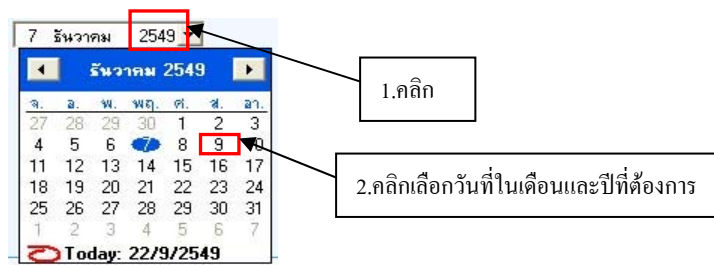 7 ธันวาคม 2549
ธันวาคม 2549
1.คลิก
จ. อ. พ. พฤ. ศ. ส. อา.
27 28 29 30 1 2 3
4 5 6 7 8 9 10
11 12 13 14 15 16 17
2.คลิกเลือกวันที่ในเดือนและปีที่ต้องการ
18 19 20 21 22 23 24
25 26 27 28 29 30 31
1 2 3 4 5 6 7
Today: 22/9/2549